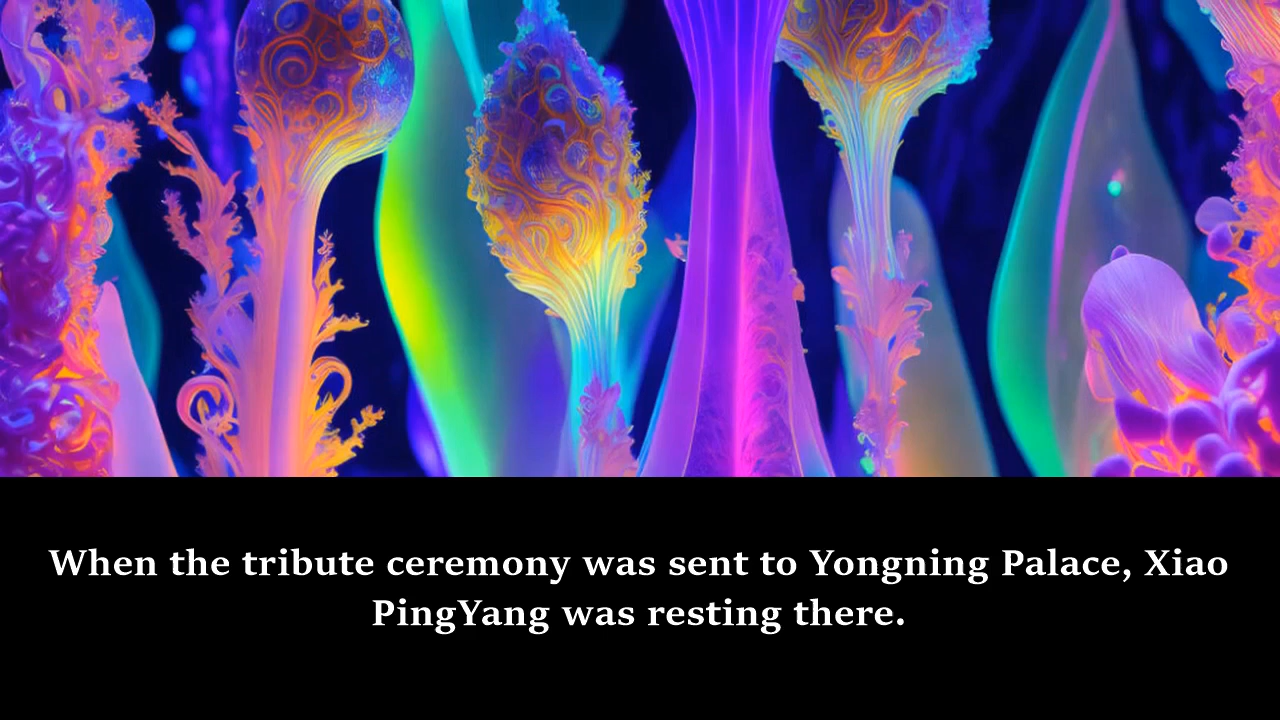 When the tribute ceremony was sent to Yongning Palace, Xiao
PingYang was resting there.